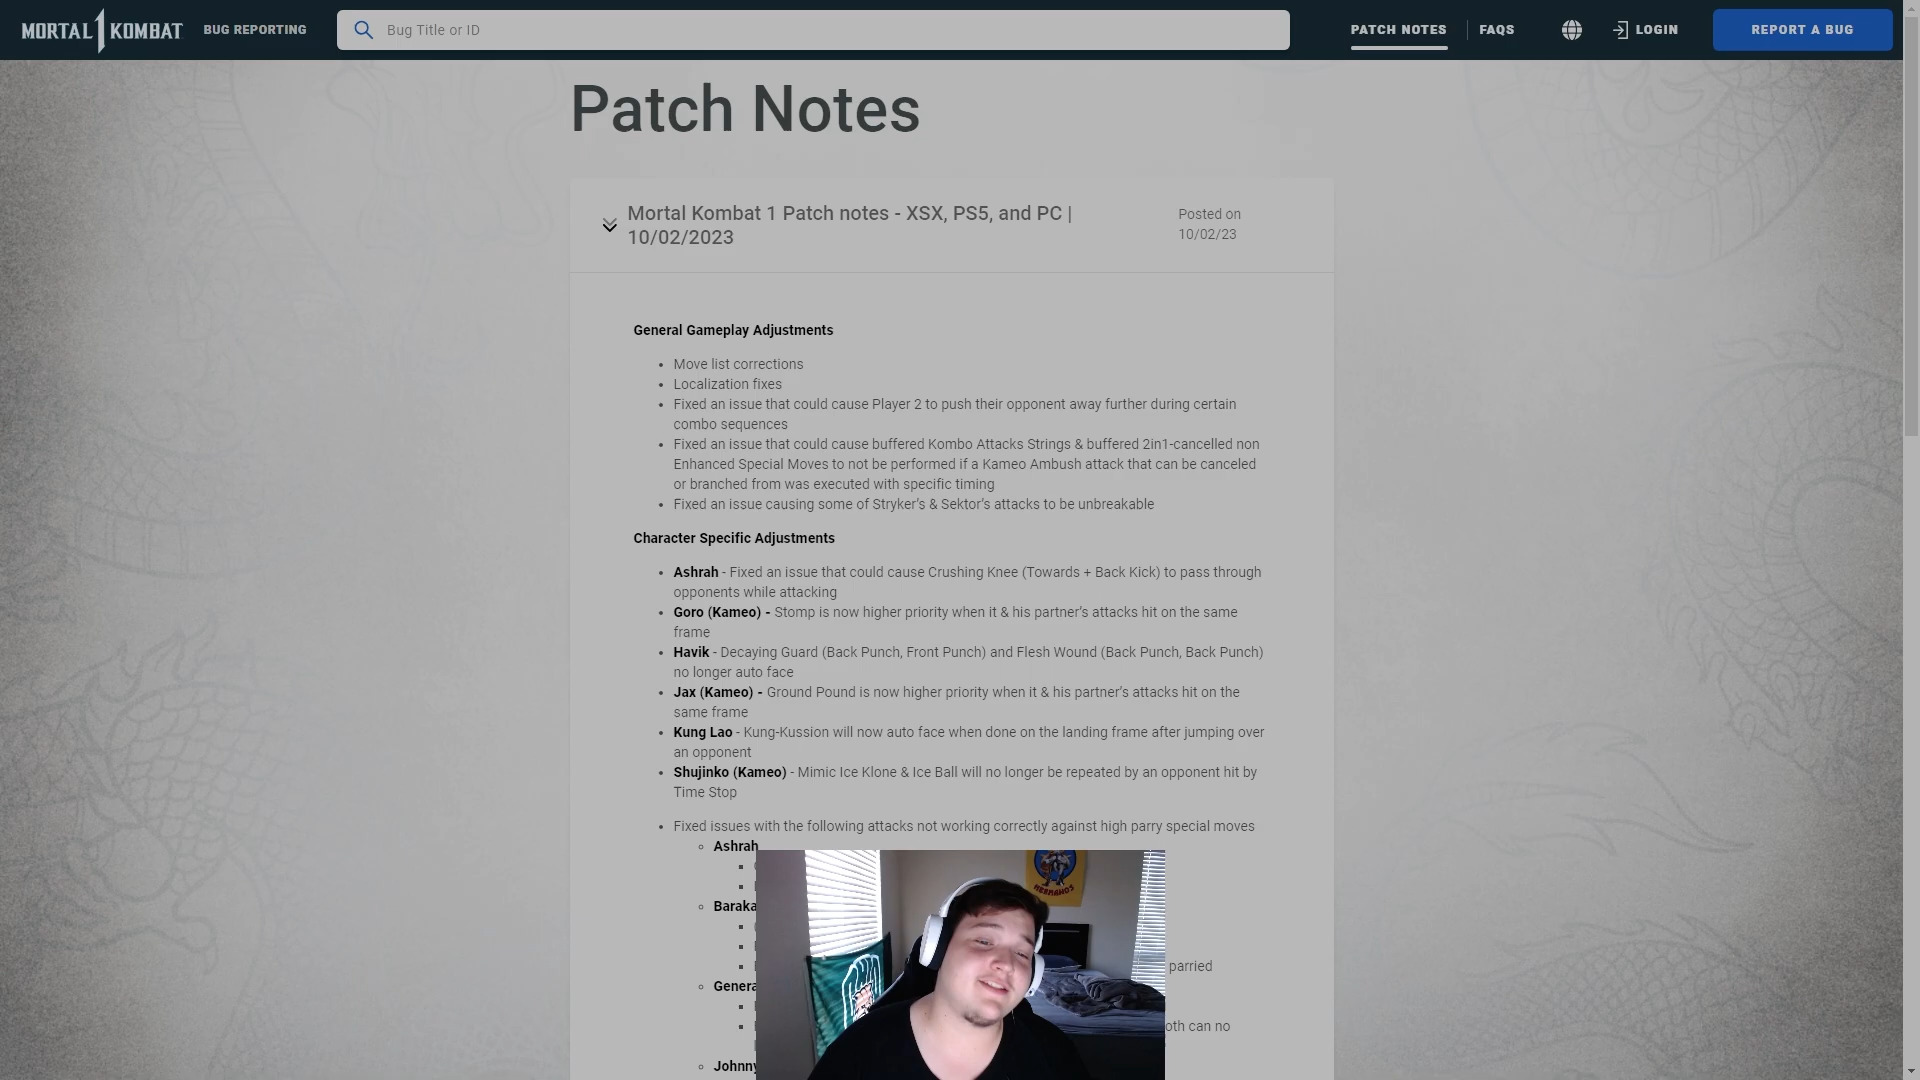 MORTAL KOMBAT 1
BUG REPORTING
Bug Title or ID
PATCH NOTES
FAQS
LOGIN
REPORT A BUG
Patch Notes
Mortal Kombat 1 Patch notes - XSX, PS5, and PC |
10/02/2023
Posted on
10/02/23
General Gameplay Adjustments
Move list corrections
Localization fixes
Fixed an issue that could cause Player 2 to push their opponent away further during certain
combo sequences
Fixed an issue that could cause buffered Kombo Attacks Strings & buffered 2in1-cancelled non
Enhanced Special Moves to not be performed if a Kameo Ambush attack that can be canceled
or branched from was executed with specific timing
Fixed an issue causing some of Stryker’s & Sektor’s attacks to be unbreakable
Character Specific Adjustments
Ashrah - Fixed an issue that could cause Crushing Knee (Towards + Back Kick) to pass through
opponents while attacking
Goro (Kameo) - Stomp is now higher priority when it & his partner’s attacks hit on the same
frame
Havik - Decaying Guard (Back Punch, Front Punch) and Flesh Wound (Back Punch, Back Punch)
no longer auto face
Jax (Kameo) - Ground Pound is now higher priority when it & his partner’s attacks hit on the
same frame
Kung Lao - Kung-Kussion will now auto face when done on the landing frame after jumping over
an opponent
Shujinko (Kameo) - Mimic Ice Klone & Ice Ball will no longer be repeated by an opponent hit by
Time Stop
Fixed issues with the following attacks not working correctly against high parry special moves
Ashrah
Baraka
parried
Genera
oth can no
Johnny
HERMANOS